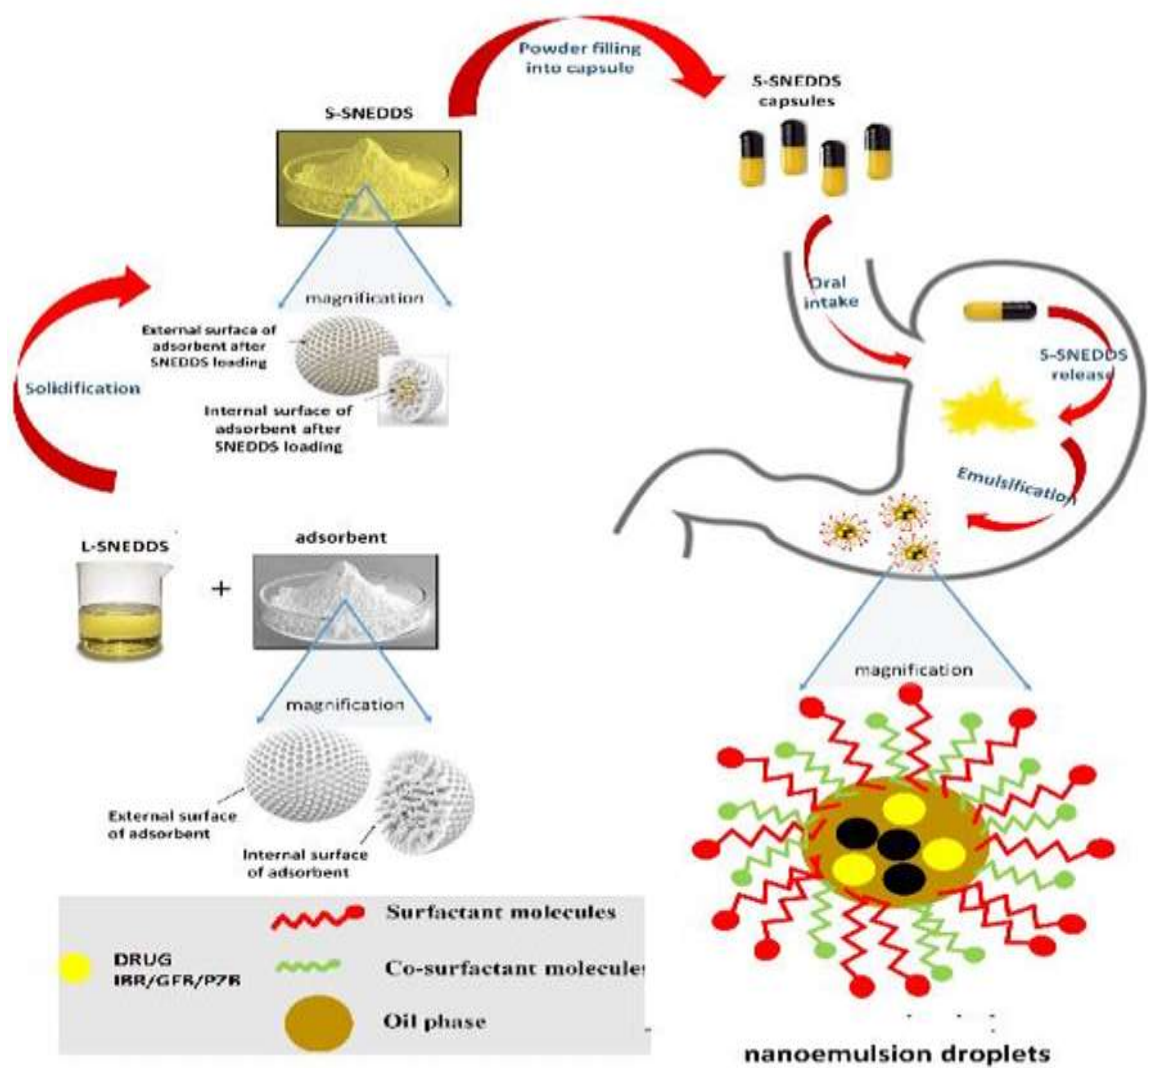 Powder filling
into capsule
S-SNEDDS
capsules
S-SNEDDS
magnification
External surface of
adsorbent after
SNEDDS loading
Internal surface of
adsorbent after
SNEDDS loading
Solidification
Oral
intake
S-SNEDDS
release
Emulsification
L-SNEDDS
+
adsorbent
magnification
External surface
of adsorbent
Internal surface
of adsorbent
magnification
DRUG
IBR/GFB/PZB
Surfactant molecules
Co-surfactant molecules
Oil phase
nanoemulsion droplets